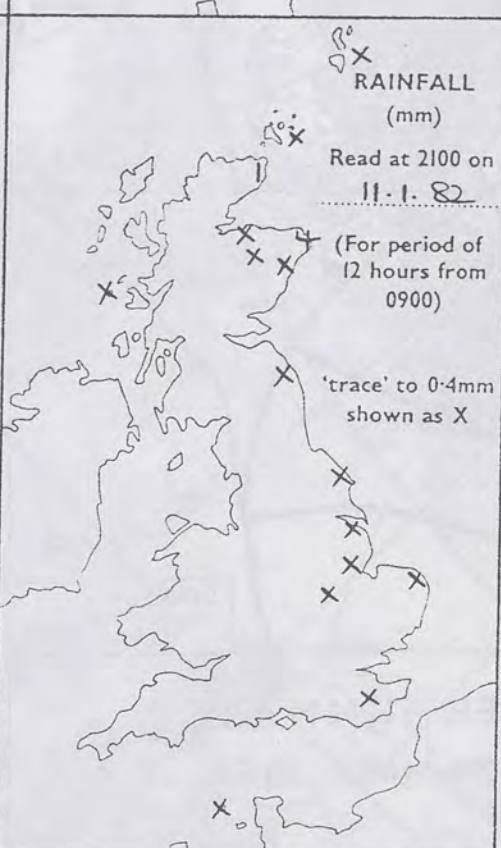 X
RAINFALL
(mm)
X
Read at 2100 on
1
11.1.82
X
X
(For period of
X
X
12 hours from
X
0900)
X
'trace' to 0·4mm
shown as X
X
X
X
X
X
X
X